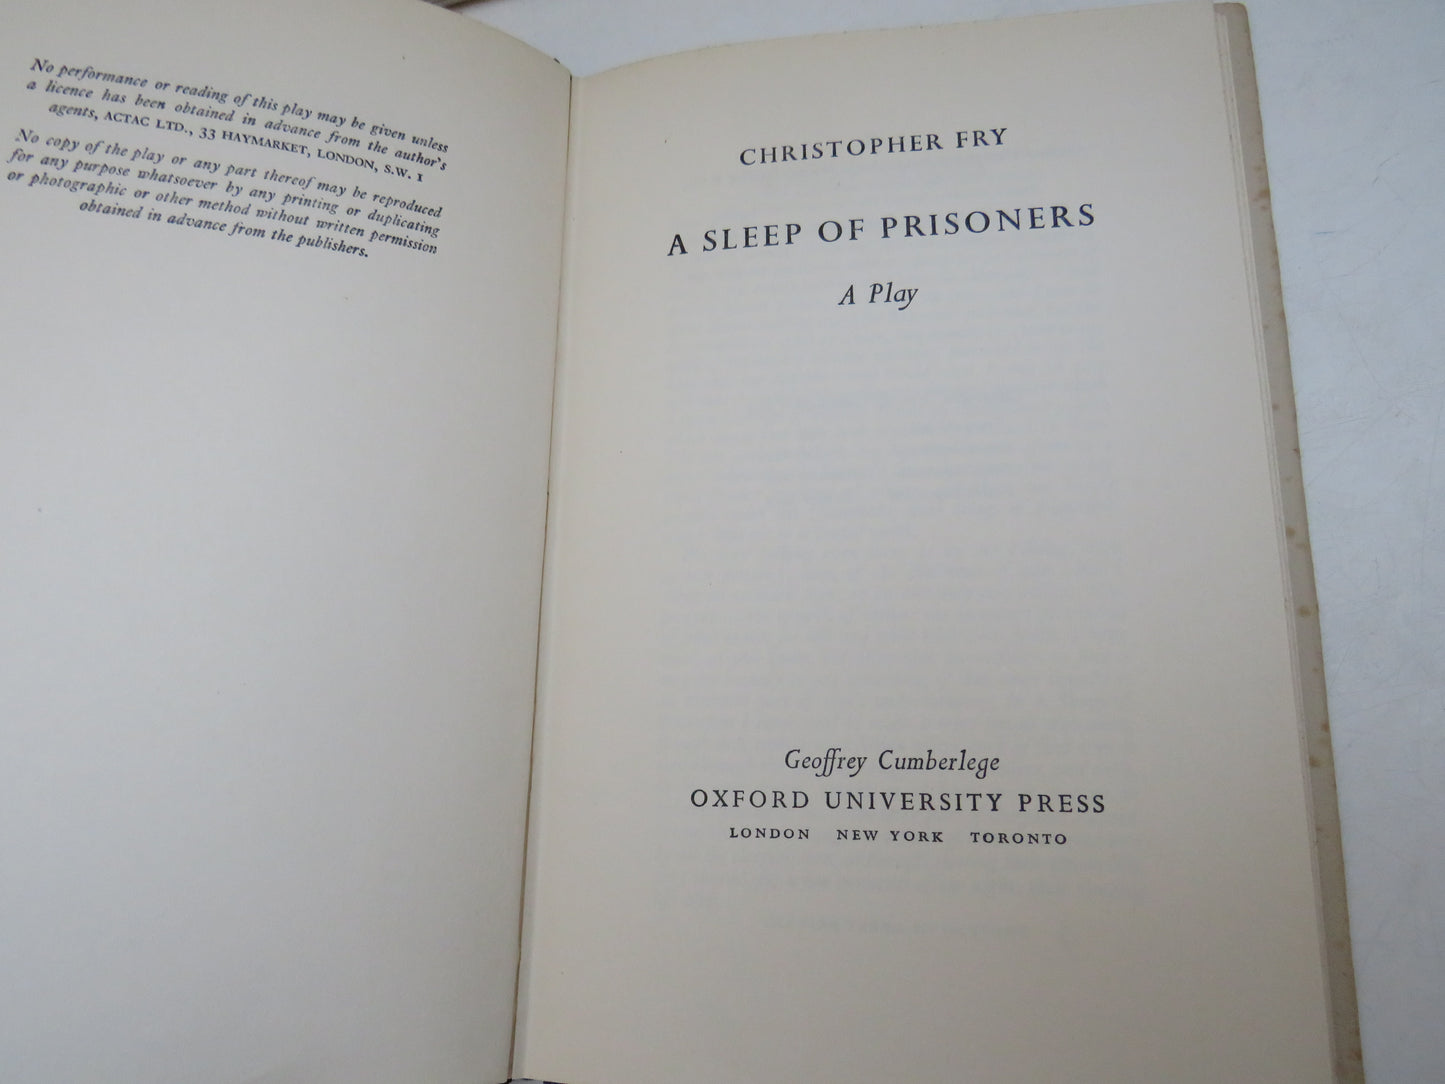 No performance or reading of this play may be given unless
a licence has been obtained in advance from the author's
agents, ACTAC LTD., 33 HAYMARKET, LONDON, S.W. I
No copy of the play or any part thereof may be reproduced
for any purpose whatsoever by any printing or duplicating
or photographic or other method without written permission
obtained in advance from the publishers.
CHRISTOPHER FRY
A SLEEP OF PRISONERS
A Play
Geoffrey Cumberlege
OXFORD UNIVERSITY PRESS
LONDON NEW YORK TORONTO